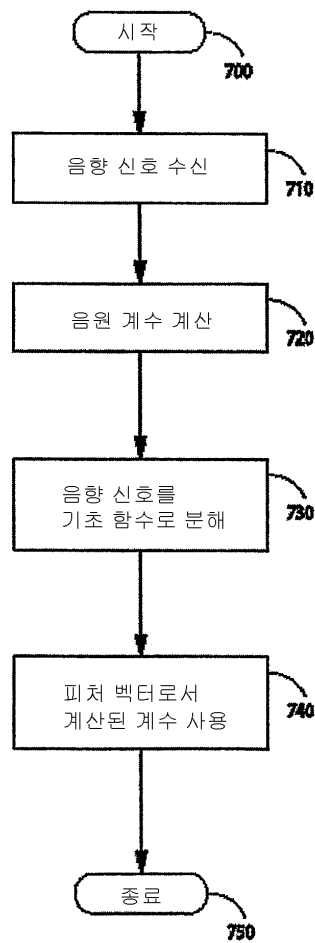 시작
700
음향 신호 수신
710
음원 계수 계산
720
음향 신호를
기초 함수로 분해
730
피처 벡터로서
계산된 계수 사용
740
종료
750